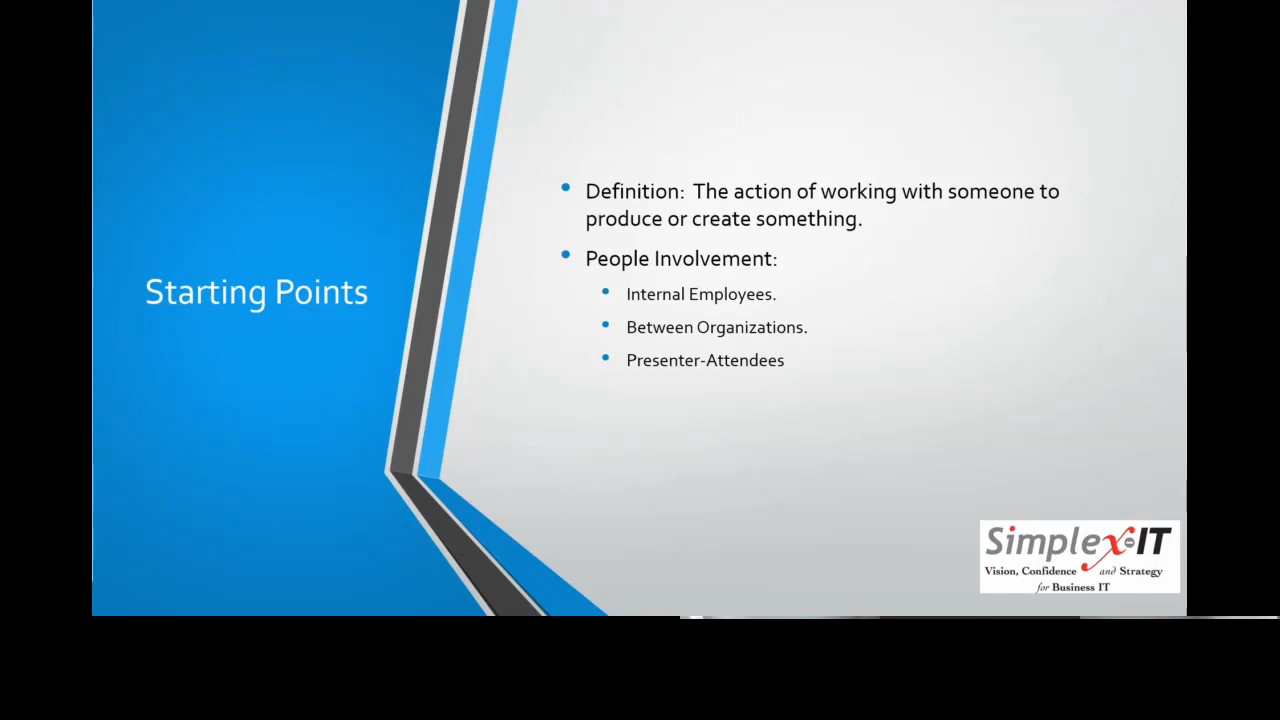 Starting Points
Definition: The action of working with someone to
produce or create something.
People Involvement:
Internal Employees.
Between Organizations.
Presenter-Attendees
Simplex-IT
Vision, Confidence and Strategy
for Business IT